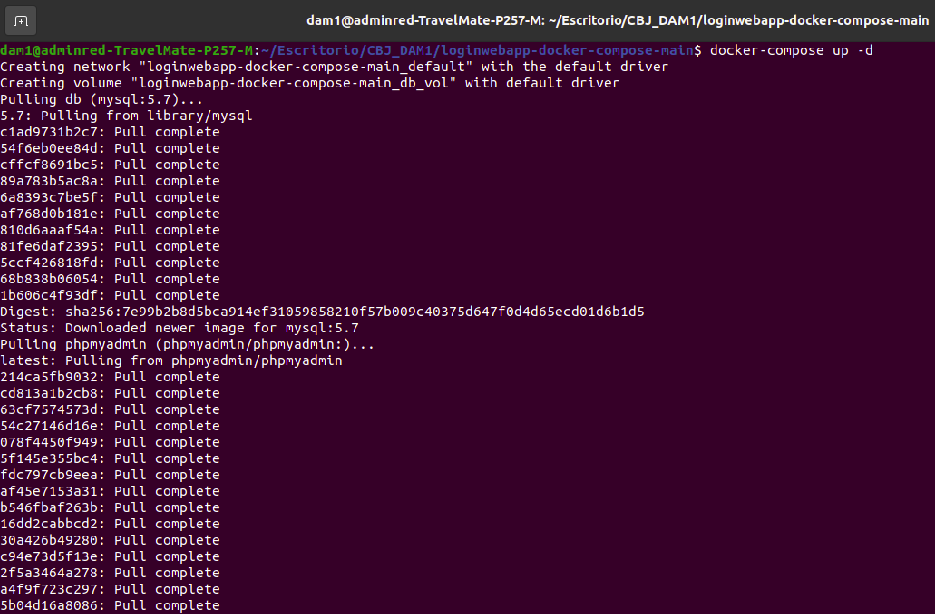 dam1@adminred-TravelMate-P257-M: ~/Escritorio/CBJ_DAM1/loginwebapp-docker-compose-main
dam1@adminred-TravelMate-P257-M:~/Escritorio/CBJ_DAM1/loginwebapp-docker-compose-main$ docker-compose up -d
Creating network "loginwebapp-docker-compose-main_default" with the default driver
Creating volume "loginwebapp-docker-compose-main_db_vol" with default driver
Pulling db (mysql:5.7)...
5.7: Pulling from library/mysql
c1ad9731b2c7: Pull complete
54f6eb0ee84d: Pull complete
cffcf8691bc5: Pull complete
89a783b5ac8a: Pull complete
6a8393c7be5f: Pull complete
af768d0b181e: Pull complete
810d6aaaf54a: Pull complete
81fe6daf2395: Pull complete
5ccf426818fd: Pull complete
68b838b06054: Pull complete
1b606c4f93df: Pull complete
Digest: sha256:7e99b2b8d5bca914ef31059858210f57b009c40375d647f0d4d65ecd01d6b1d5
Status: Downloaded newer image for mysql:5.7
Pulling phpmyadmin (phpmyadmin/phpmyadmin:)...
latest: Pulling from phpmyadmin/phpmyadmin
214ca5fb9032: Pull complete
cd813a1b2cb8: Pull complete
63cf7574573d: Pull complete
54c27146d16e: Pull complete
078f4450f949: Pull complete
5f145e355bc4: Pull complete
fdc797cb9eea: Pull complete
af45e7153a31: Pull complete
b546fbaf263b: Pull complete
16dd2cabbcd2: Pull complete
30a426b49280: Pull complete
c94e73d5f13e: Pull complete
2f5a3464a278: Pull complete
a4f9f723c297: Pull complete
5b04d16a8086: Pull complete